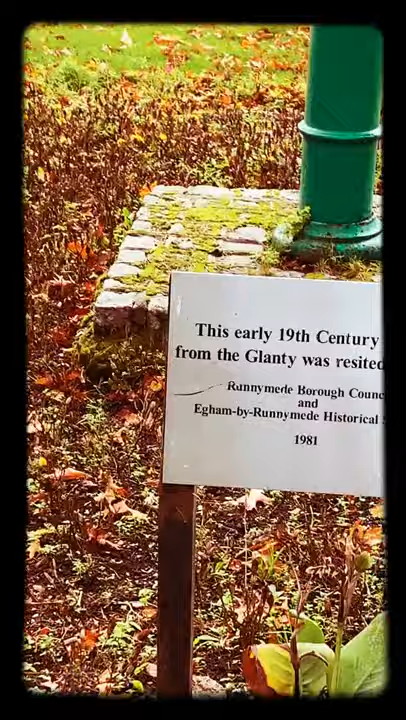 This early 19th Century
from the Glanty was resited
Runnymede Borough Counc
and
Egham-by-Runnymede Historical
1981